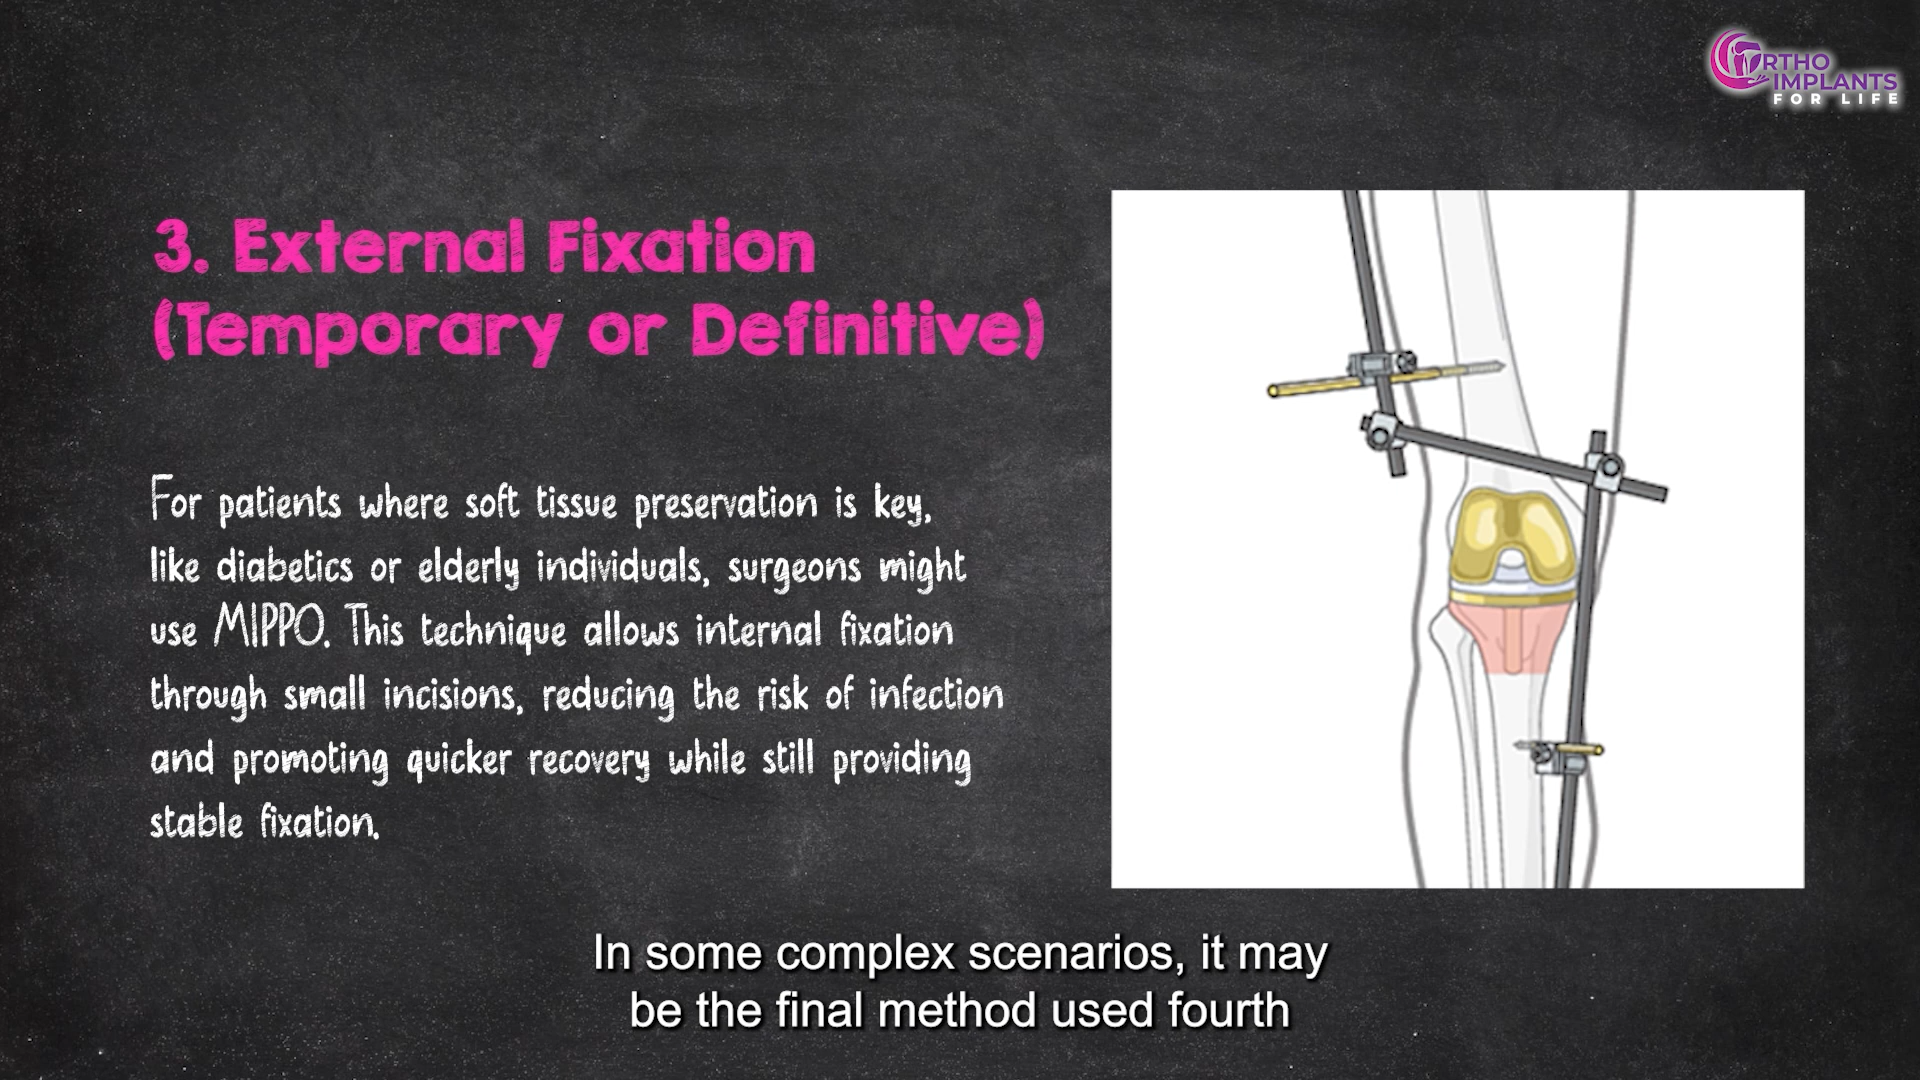 ORTHO
IMPLANTS
FOR LIFE
3. External Fixation
(Temporary or Definitive)
For patients where soft tissue preservation is key,
like diabetics or elderly individuals, surgeons might
use MIPPO. This technique allows internal fixation
through small incisions, reducing the risk of infection
and promoting quicker recovery while still providing
stable fixation.
In some complex scenarios, it may
be the final method used fourth